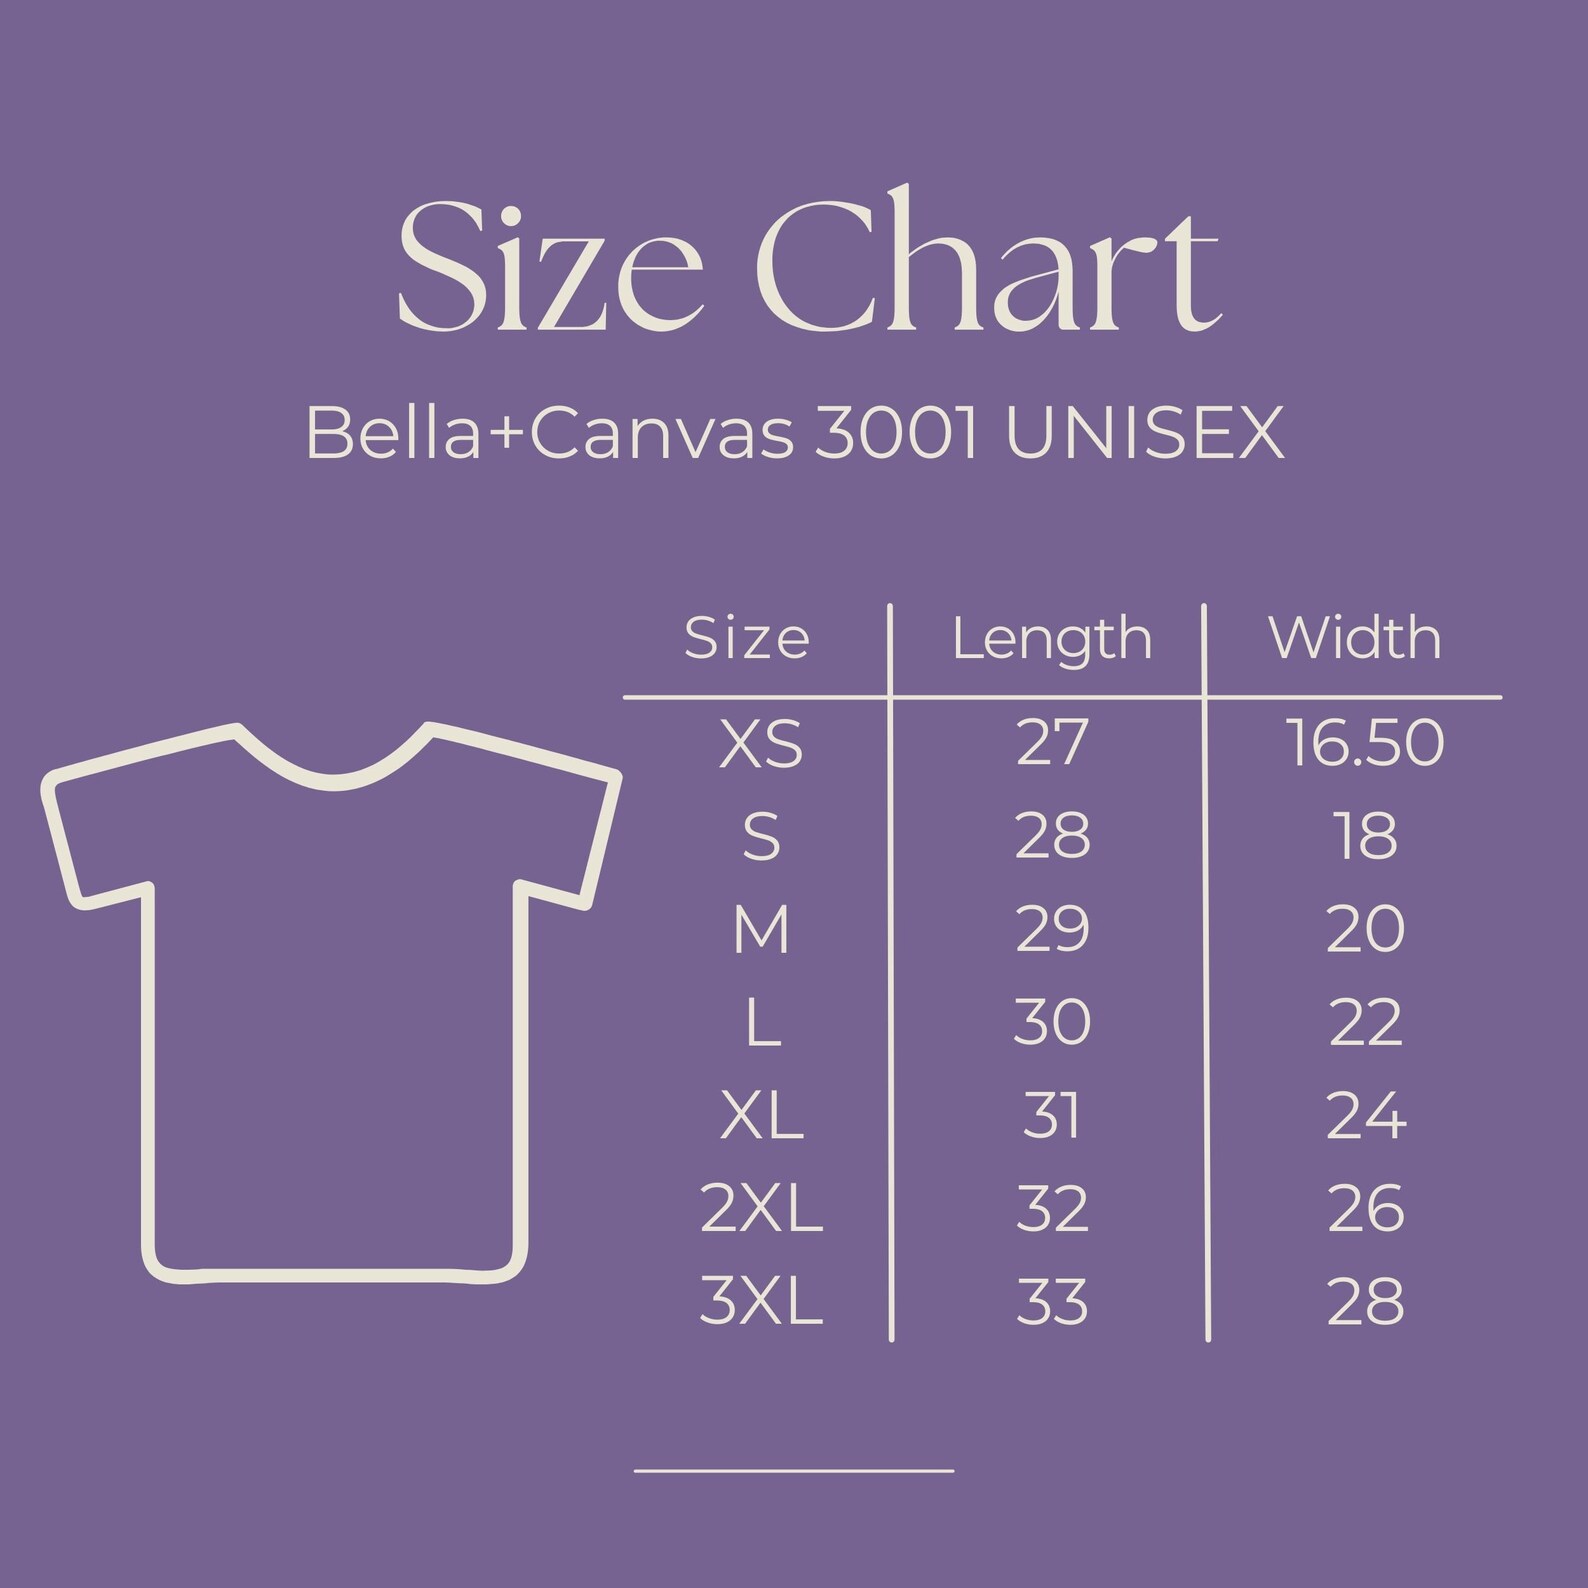 Size Chart
Bella+Canvas 3001 UNISEX
Size Length Width
XS 27 16.50
S 28 18
M 29 20
L 30 22
XL 31 24
2XL 32 26
3XL 33 28